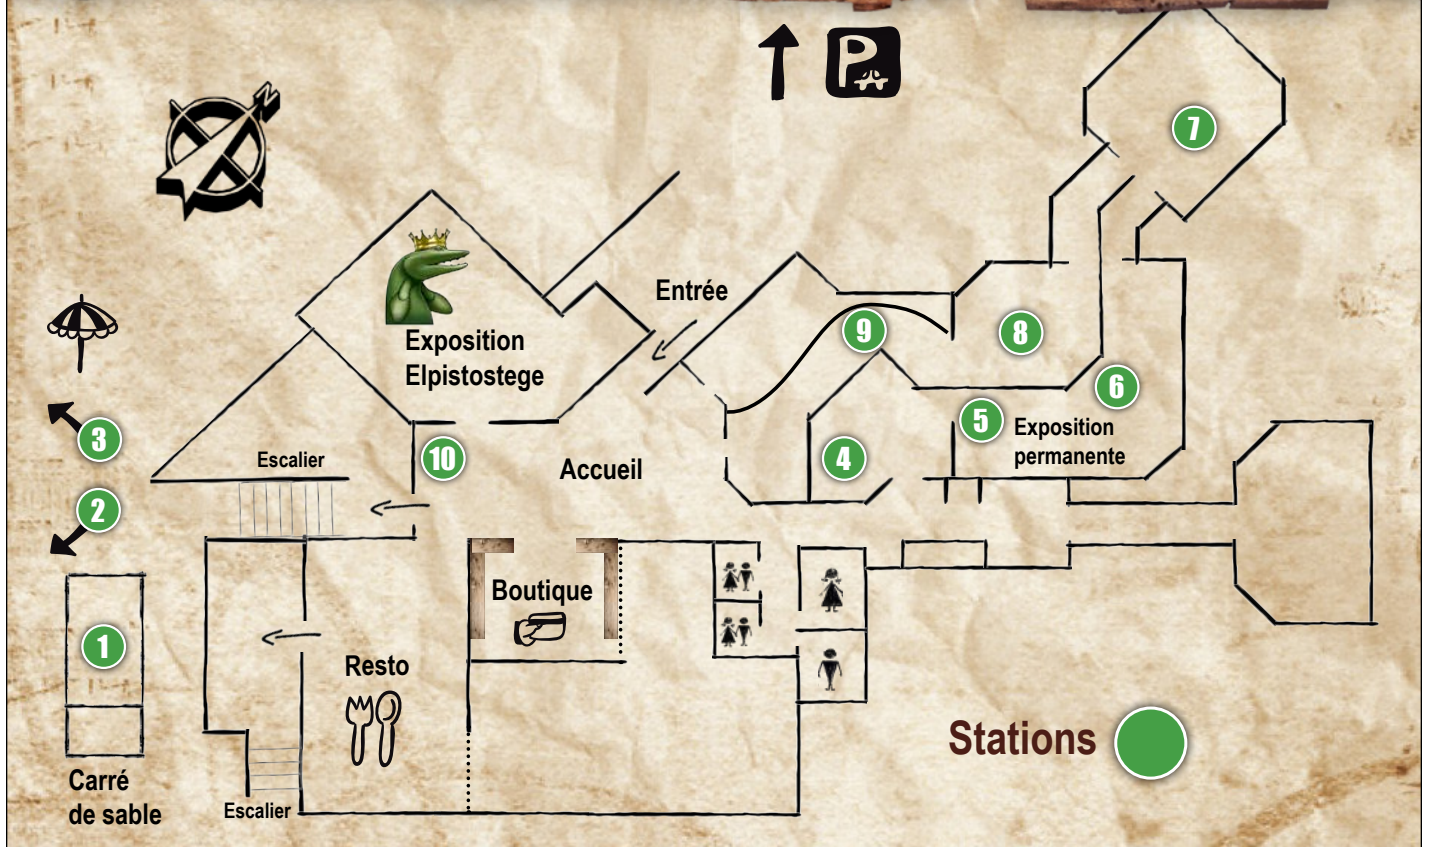 P
N
7
Entrée
9
8
Exposition
Elpistostege
6
5
Exposition
permanente
3
Escalier
10
Accueil
4
2
Boutique
1
Resto
Stations
Carré
de sable
Escalier